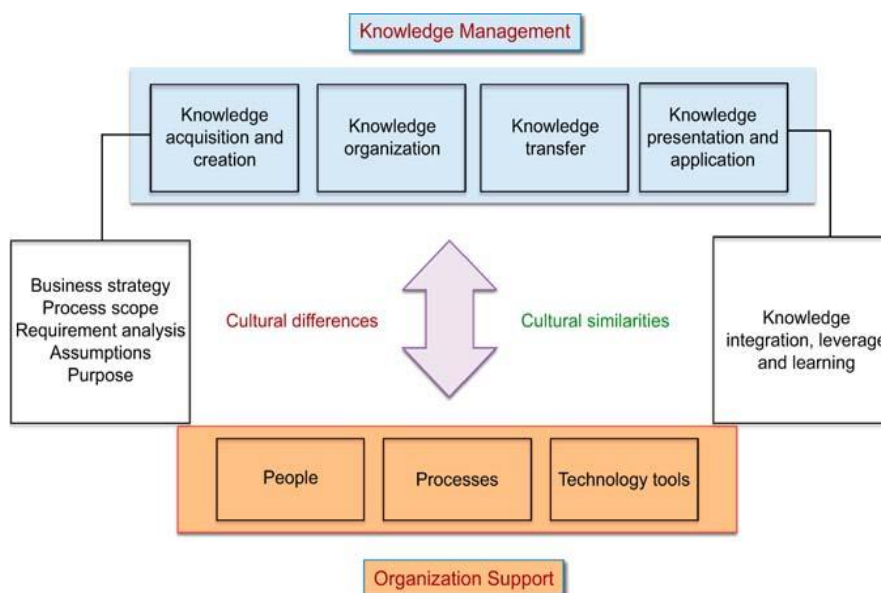 Knowledge Management
Knowledge
acquisition and
creation
Knowledge
organization
Knowledge
transfer
Knowledge
presentation and
application
Business strategy
Process scope
Requirement analysis
Assumptions
Purpose
Cultural differences
Cultural similarities
Knowledge
integration, leverage
and learning
People
Processes
Technology tools
Organization Support